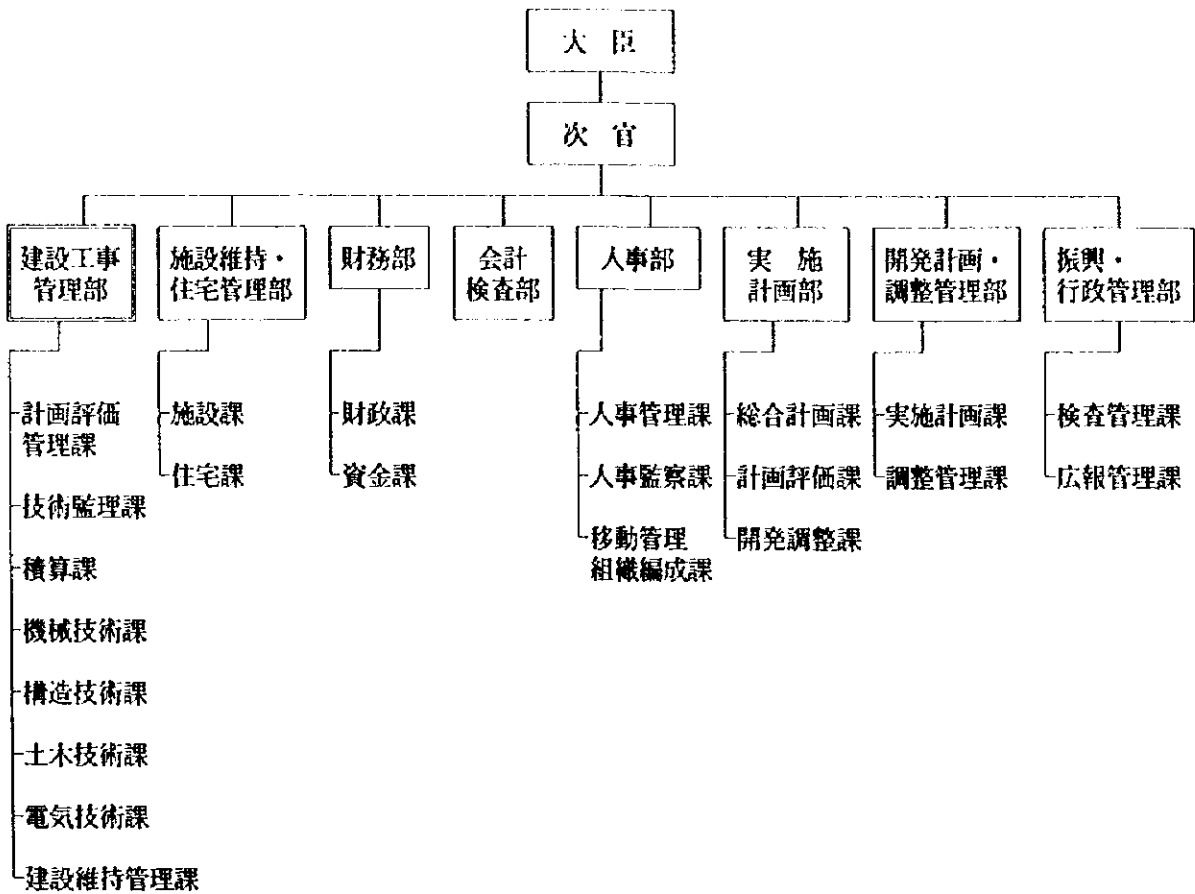 大 臣
次 官
建設工事
管理部
施設維持・
住宅管理部
財務部
会計
検査部
人事部
実 施
計画部
開発計画・
調整管理部
振興・
行政管理部
計画評価
管理課
技術監理課
積算課
機械技術課
構造技術課
土木技術課
電気技術課
建設維持管理課
施設課
住宅課
財政課
資金課
人事管理課
人事監察課
移動管理
組織編成課
総合計画課
計画評価課
開発調整課
実施計画課
調整管理課
検査管理課
広報管理課